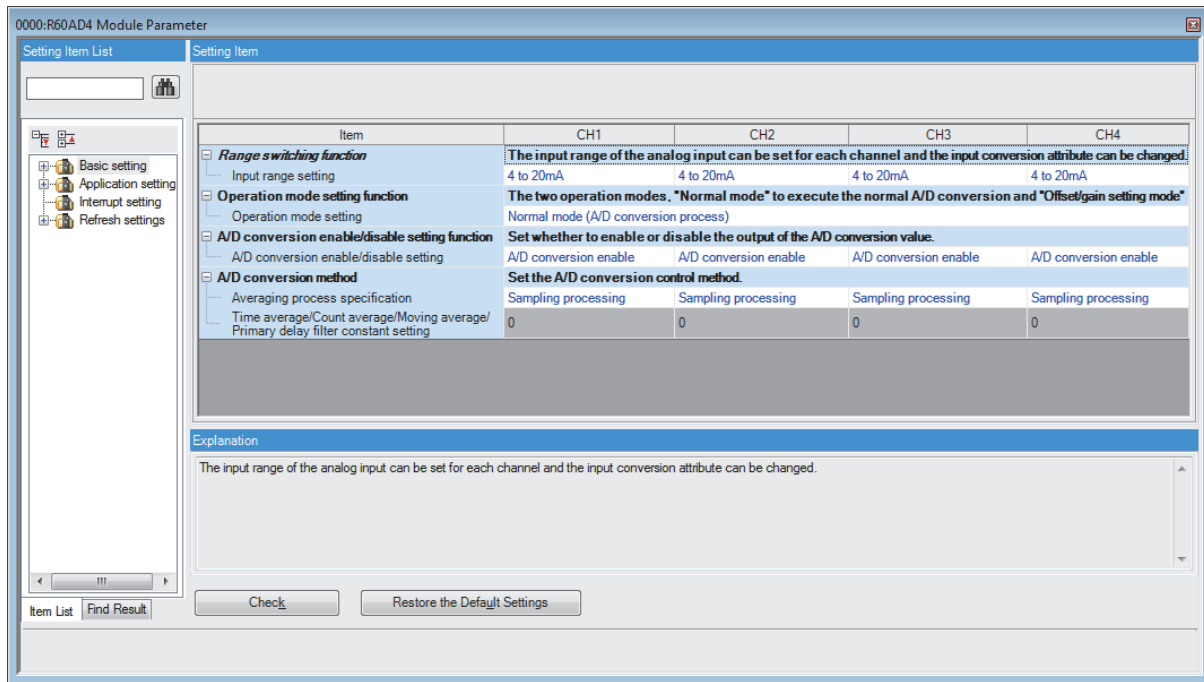 0000:R60AD4 Module Parameter
Setting Item List
Setting Item
Basic setting
Application setting
Interrupt setting
Refresh settings
Item CH1 CH2 CH3 CH4
Range switching function The input range of the analog input can be set for each channel and the input conversion attribute can be changed.
Input range setting 4 to 20mA 4 to 20mA 4 to 20mA 4 to 20mA
Operation mode setting function The two operation modes, "Normal mode" to execute the normal A/D conversion and "Offset/gain setting mode"
Operation mode setting Normal mode (A/D conversion process)
A/D conversion enable/disable setting function Set whether to enable or disable the output of the A/D conversion value.
A/D conversion enable/disable setting A/D conversion enable A/D conversion enable A/D conversion enable A/D conversion enable
A/D conversion method Set the A/D conversion control method.
Averaging process specification Sampling processing Sampling processing Sampling processing Sampling processing
Time average/Count average/Moving average/
Primary delay filter constant setting 0 0 0 0
Explanation
The input range of the analog input can be set for each channel and the input conversion attribute can be changed.
Item List Find Result
Check Restore the Default Settings